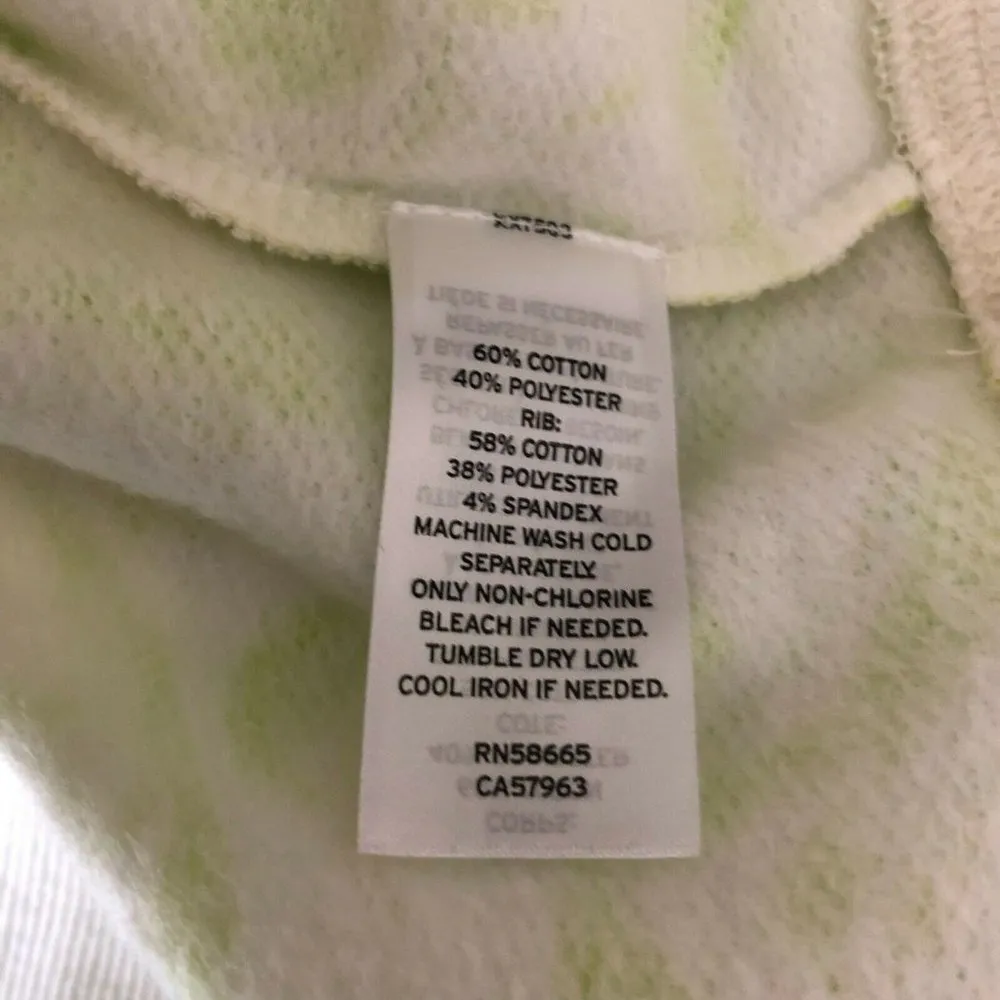 60% COTTON
40% POLYESTER
RIB:
58% COTTON
38% POLYESTER
4% SPANDEX
MACHINE WASH COLD
SEPARATELY
ONLY NON-CHLORINE
BLEACH IF NEEDED.
TUMBLE DRY LOW.
COOL IRON IF NEEDED.
RN58665
CA57963